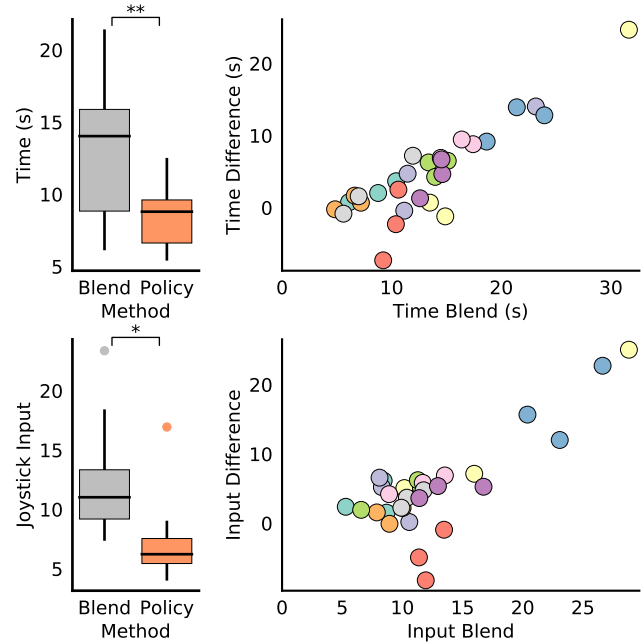 **
20
15
10
5
Time (s)
Blend Policy
Method
20
10
0
Time Difference (s)
0 10 20 30
Time Blend (s)
*
20
15
10
5
Joystick Input
Blend Policy
Method
20
10
0
Input Difference
0 5 10 15 20 25
Input Blend